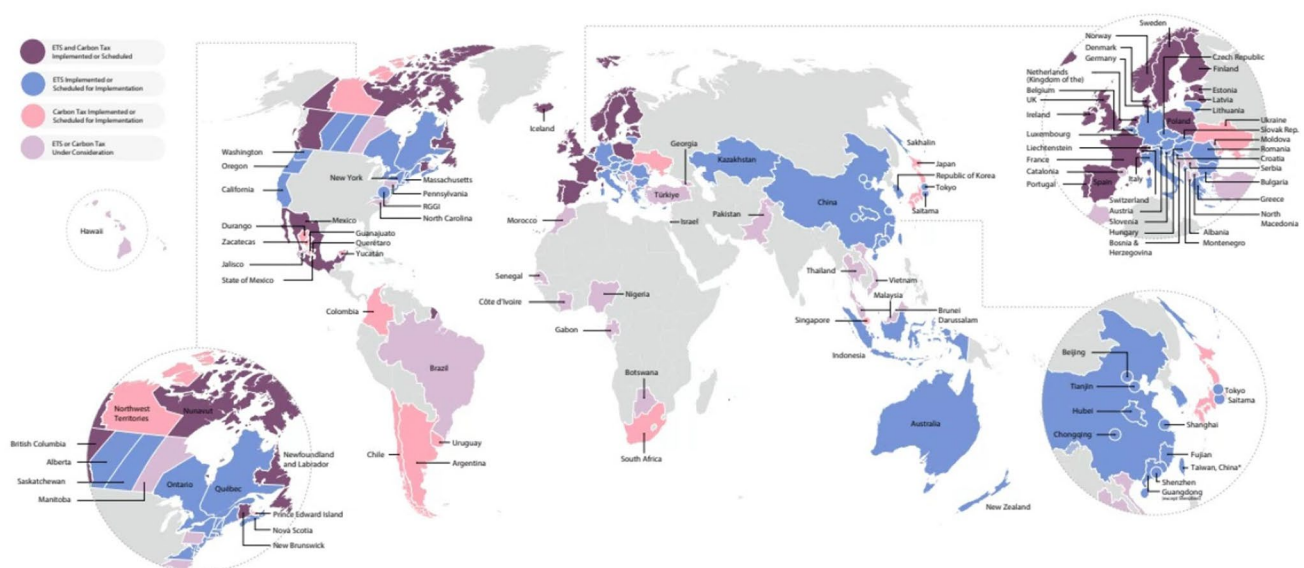 ETS and Carbon Tax
Implemented or Scheduled
ETS Implemented or
Scheduled for Implementation
Carbon Tax Implemented or
Scheduled for Implementation
ETS or Carbon Tax
Under Consideration
Hawaii
Washington
Oregon
California
New York
Massachusetts
Pennsylvania
RGGI
North Carolina
Durango
Zacatecas
Jalisco
State of Mexico
Mexico
Guanajuato
Querétaro
Yucatán
Colombia
Brazil
Chile
Uruguay
Argentina
Iceland
Morocco
Senegal
Côte d'Ivoire
Gabon
Nigeria
Botswana
South Africa
Georgia
Türkiye
Israel
Pakistan
Kazakhstan
China
Thailand
Vietnam
Malaysia
Singapore
Brunei
Darussalam
Indonesia
Australia
New Zealand
Sakhalin
Japan
Republic of Korea
Tokyo
Saitama
Sweden
Norway
Denmark
Germany
Netherlands
(Kingdom of the)
Belgium
UK
Ireland
Luxembourg
Liechtenstein
France
Catalonia
Portugal
Spain
Italy
Poland
Switzerland
Austria
Slovenia
Hungary
Bosnia &
Herzegovina
Czech Republic
Finland
Estonia
Latvia
Lithuania
Ukraine
Slovak Rep.
Moldova
Romania
Croatia
Serbia
Bulgaria
Greece
North
Macedonia
Albania
Montenegro
Northwest
Territories
Nunavut
British Columbia
Alberta
Saskatchewan
Manitoba
Ontario
Québec
Newfoundland
and Labrador
Prince Edward Island
Nova Scotia
New Brunswick
Beijing
Tianjin
Hubei
Chongqing
Tokyo
Saitama
Shanghai
Fujian
Taiwan, China*
Shenzhen
Guangdong
(except Shenzhen)